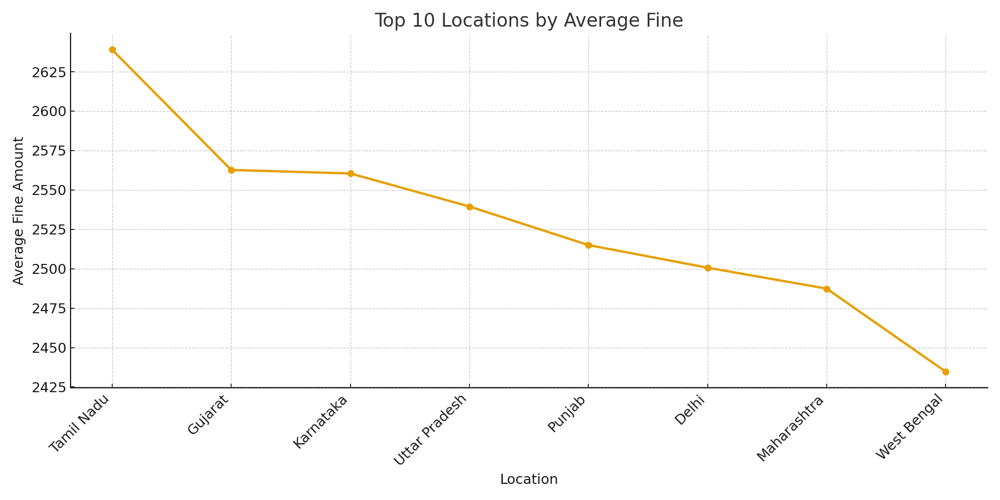 Top 10 Locations by Average Fine
Average Fine Amount
2625
2600
2575
2550
2525
2500
2475
2450
2425
Tamil Nadu
Gujarat
Karnataka
Uttar Pradesh
Punjab
Delhi
Maharashtra
West Bengal
Location